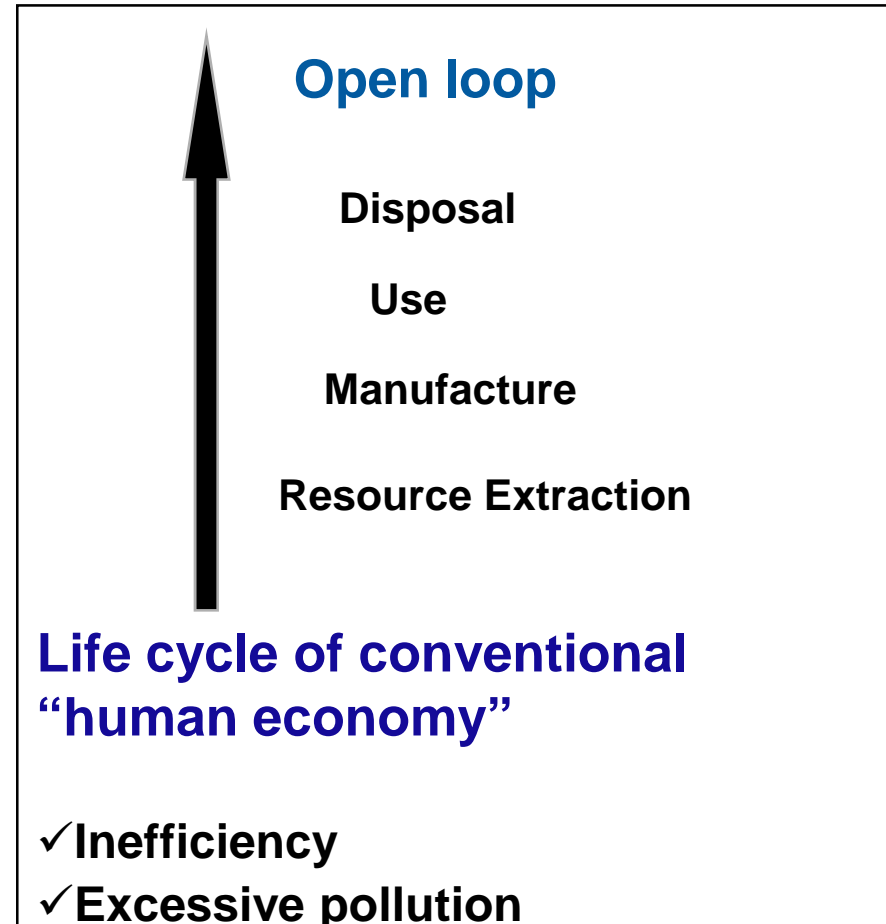 Open loop
Disposal
Use
Manufacture
Resource Extraction
Life cycle of conventional
“human economy”
✓Inefficiency
✓Excessive pollution